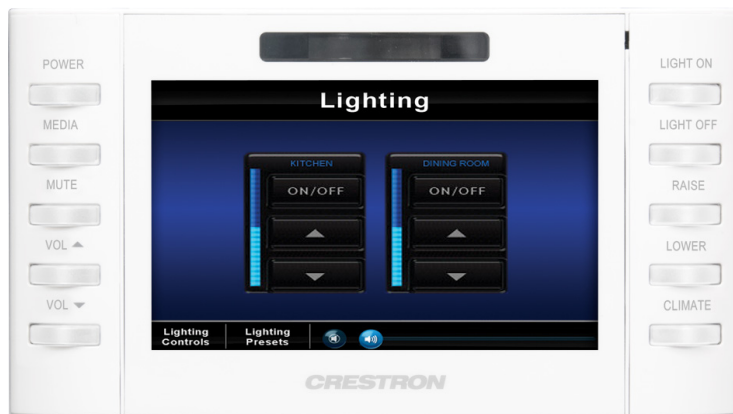 POWER
MEDIA
MUTE
VOL
VOL
Lighting
KITCHEN
ON/OFF
DINING ROOM
ON/OFF
Lighting
Controls
Lighting
Presets
CRESTRON
LIGHT ON
LIGHT OFF
RAISE
LOWER
CLIMATE